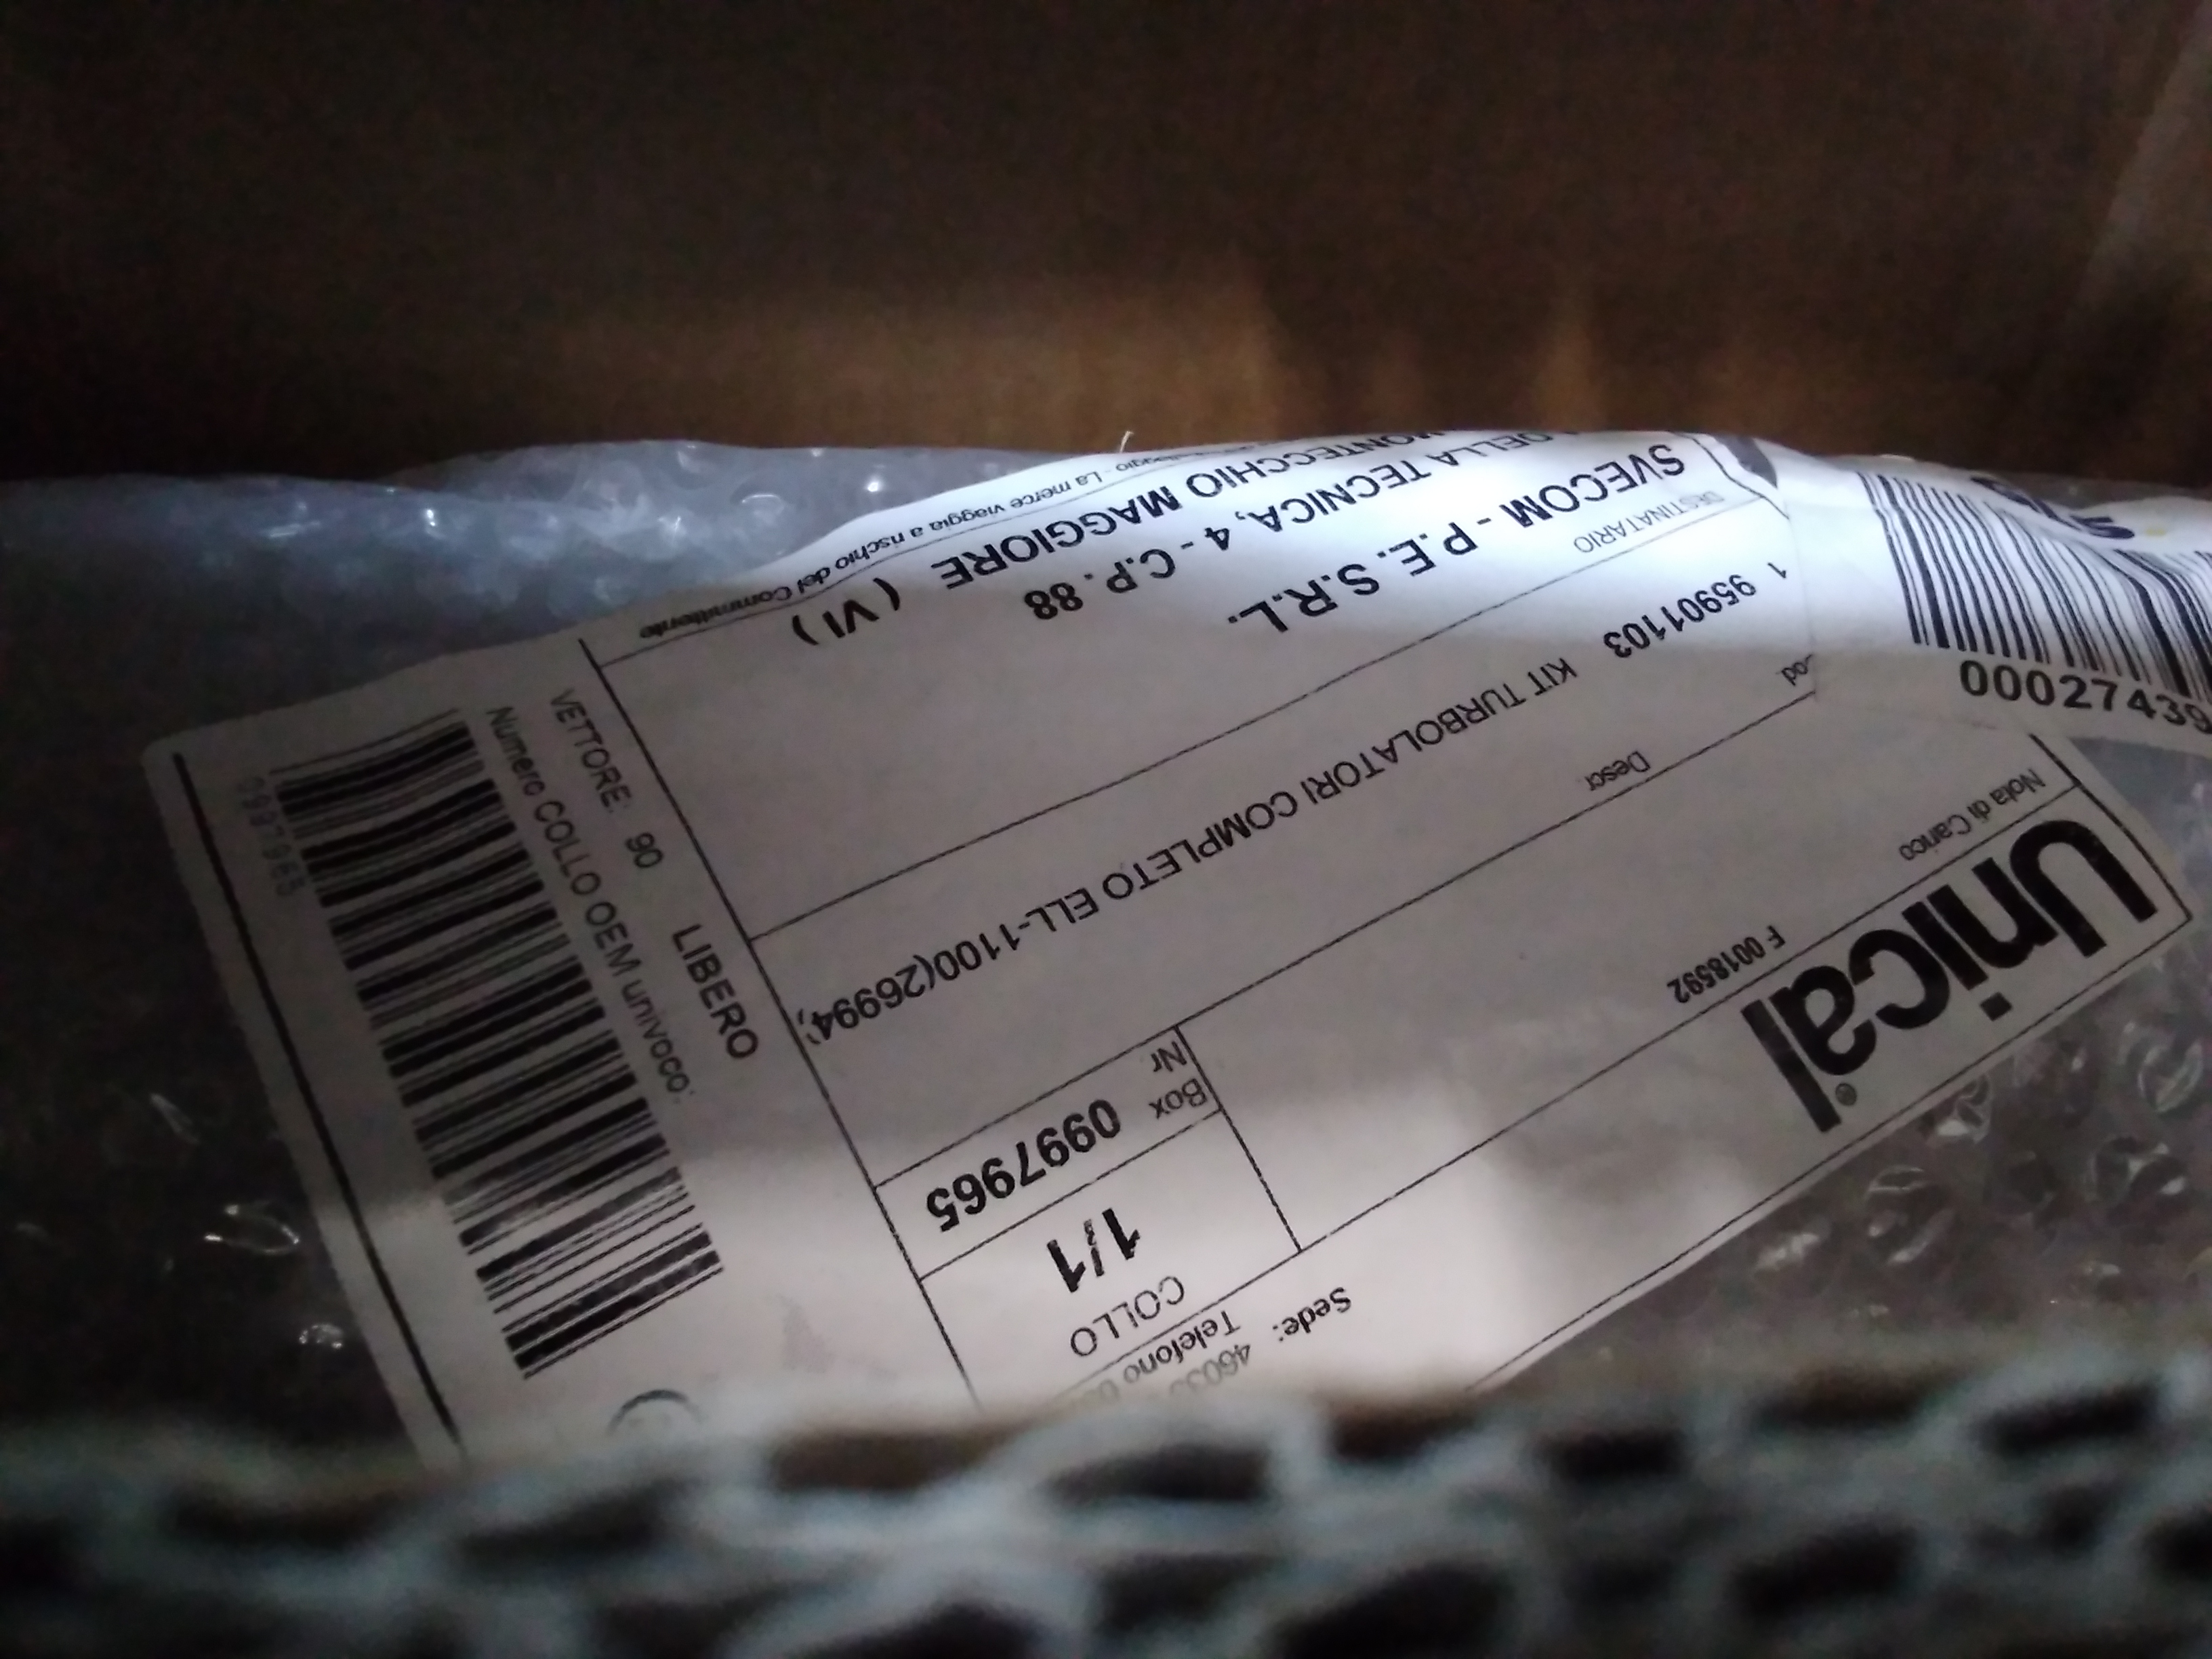 Unical®
Sede:
Telefono
Nota di Carico
F 0018592
COLLO
1/1
Box
Nr
0997965
Descr
1 95901103 KIT TURBOLATORI COMPLETO ELL-1100(26994,
DESTINATARIO
SVECOM - P.E. S.R.L.
DELLA TECNICA, 4 - C.P. 88
MONTECCHIO MAGGIORE ( VI )
La merce viaggia a rischio del Committente
VETTORE: 90 LIBERO
Numero COLLO OEM univoco:
0997965
00027439